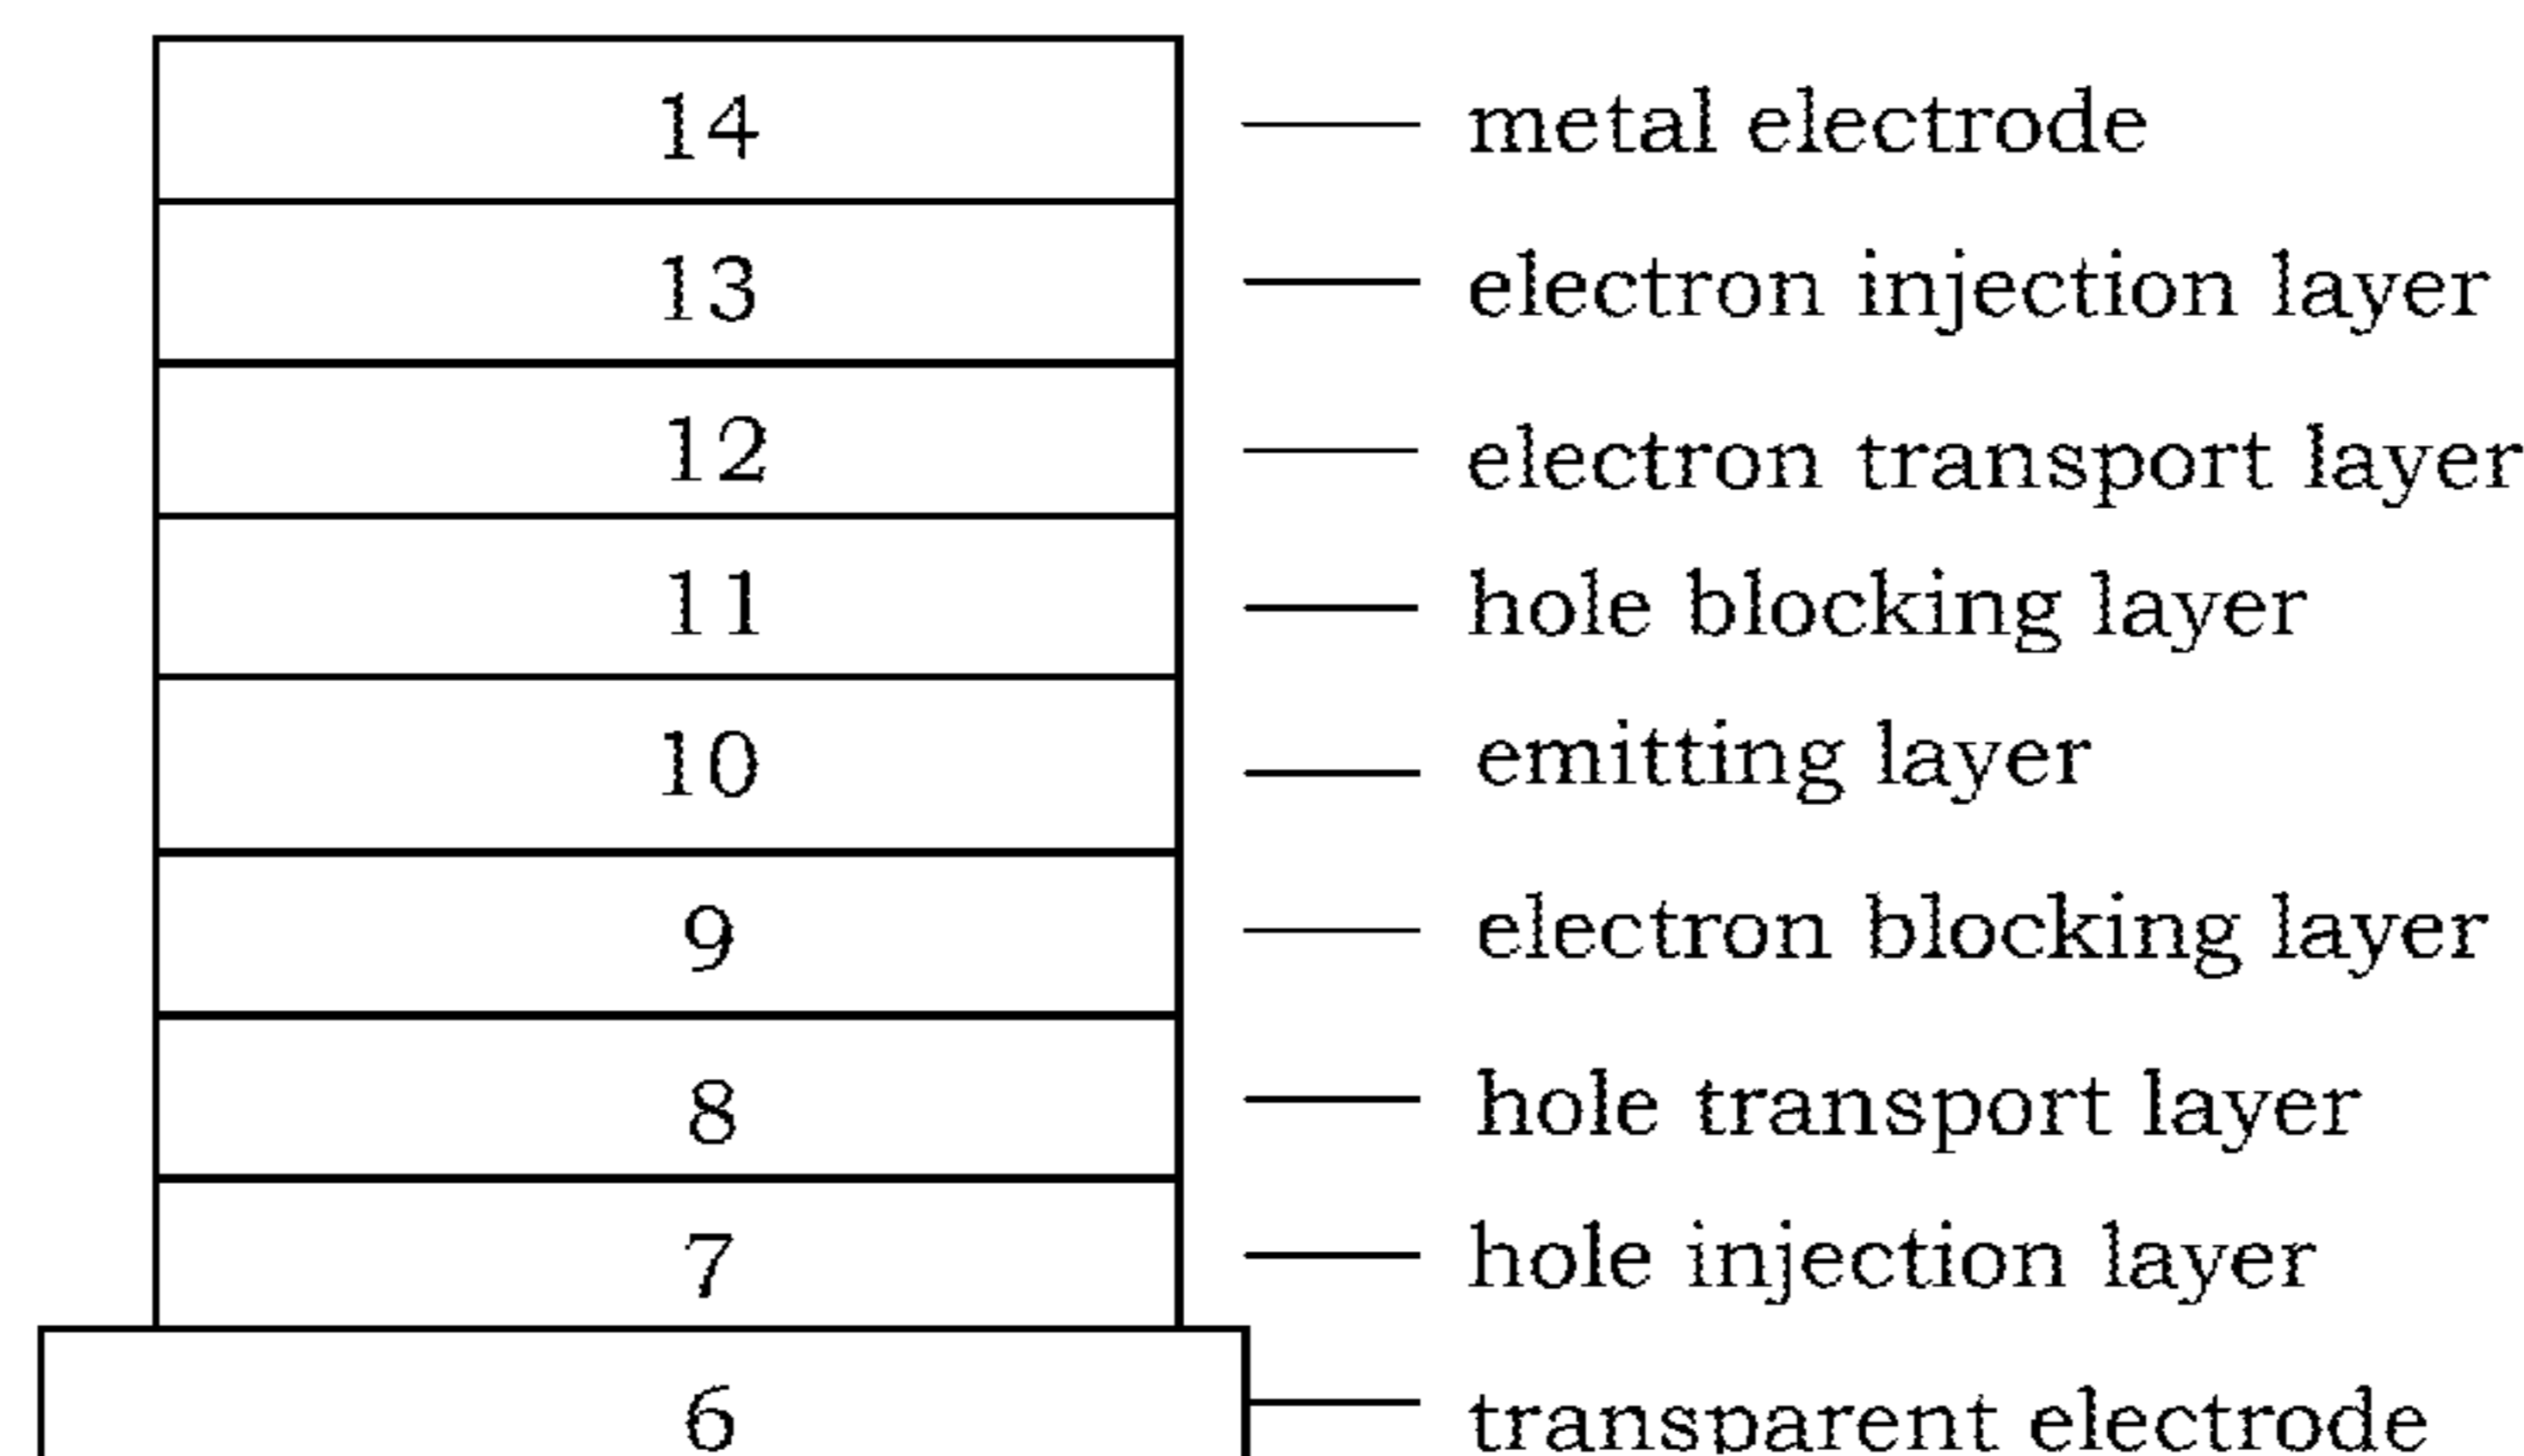 14 metal electrode
13 electron injection layer
12 electron transport layer
11 hole blocking layer
10 emitting layer
9 electron blocking layer
8 hole transport layer
7 hole injection layer
6 transparent electrode